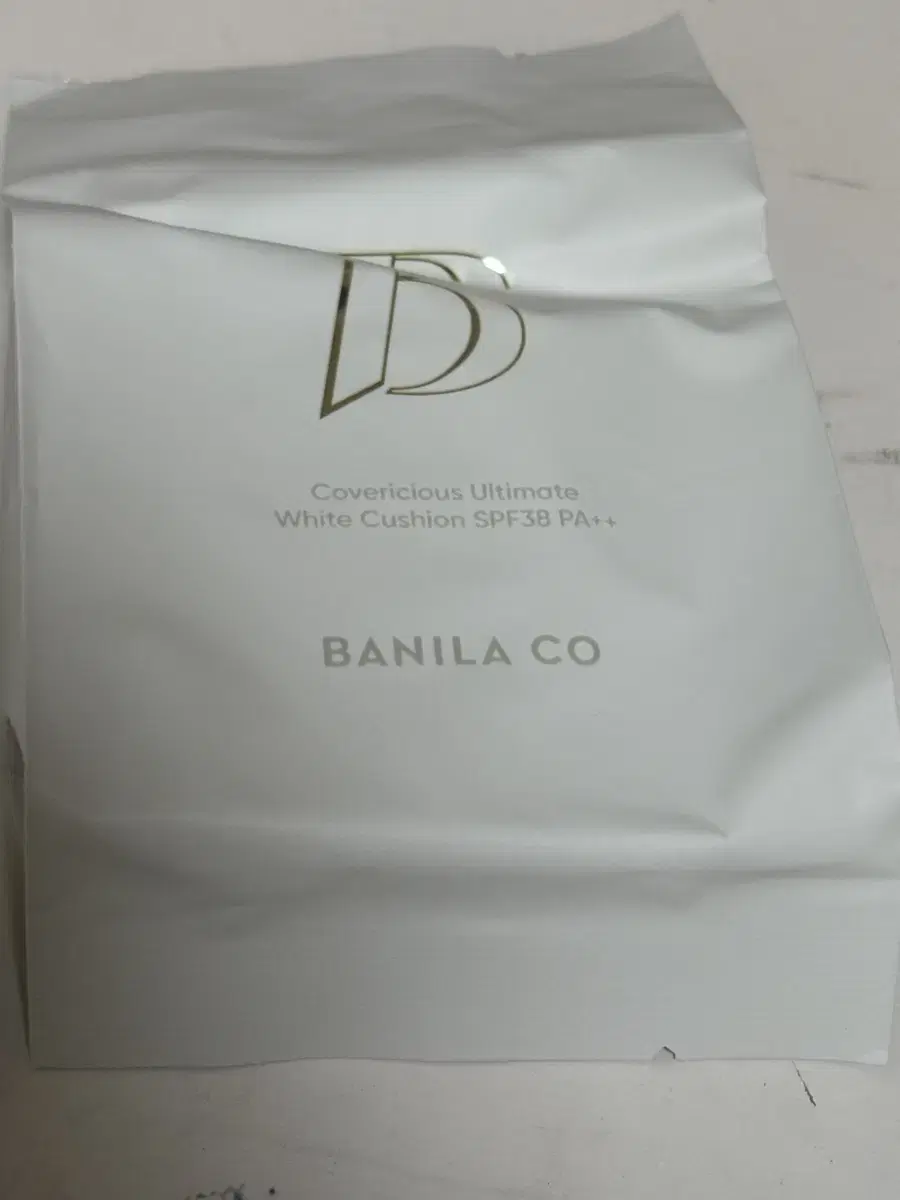 Covericious Ultimate
White Cushion SPF38 PA++
BANILA CO